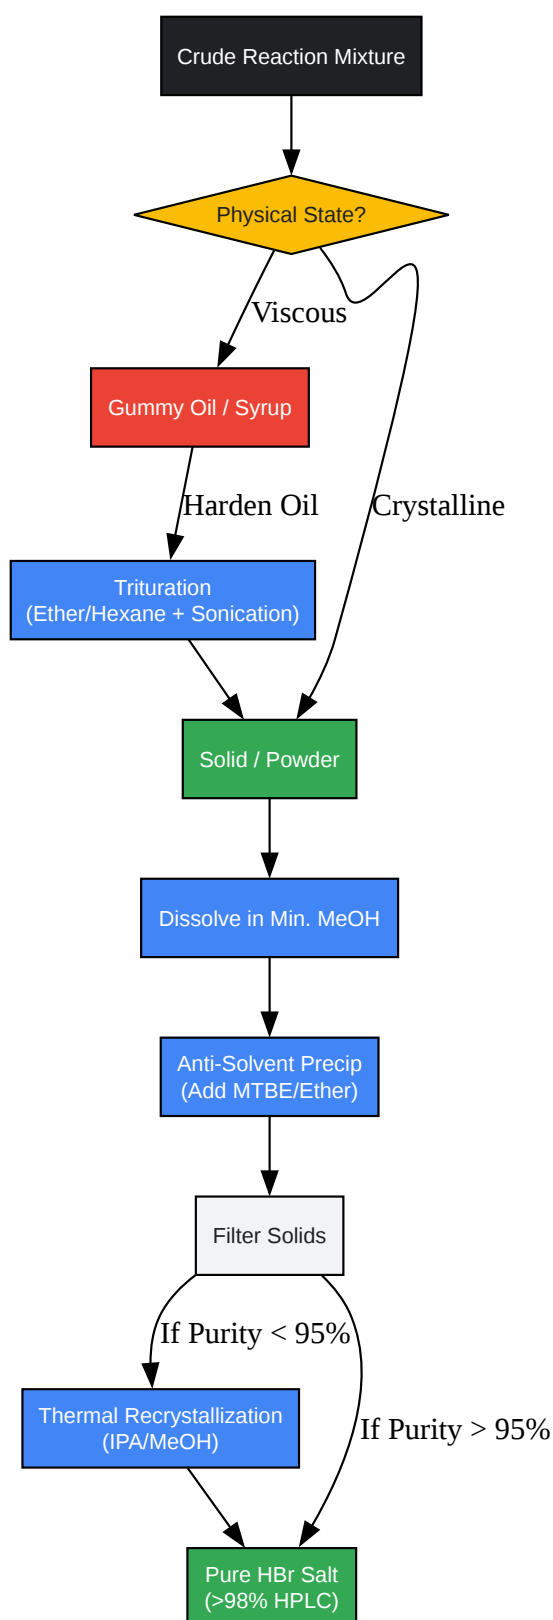 Crude Reaction Mixture
Physical State?
Viscous
Gummy Oil / Syrup
Harden Oil
Crystalline
Trituration
(Ether/Hexane + Sonication)
Solid / Powder
Dissolve in Min. MeOH
Anti-Solvent Precip
(Add MTBE/Ether)
Filter Solids
If Purity < 95%
Thermal Recrystallization
(IPA/MeOH)
If Purity > 95%
Pure HBr Salt
(>98% HPLC)